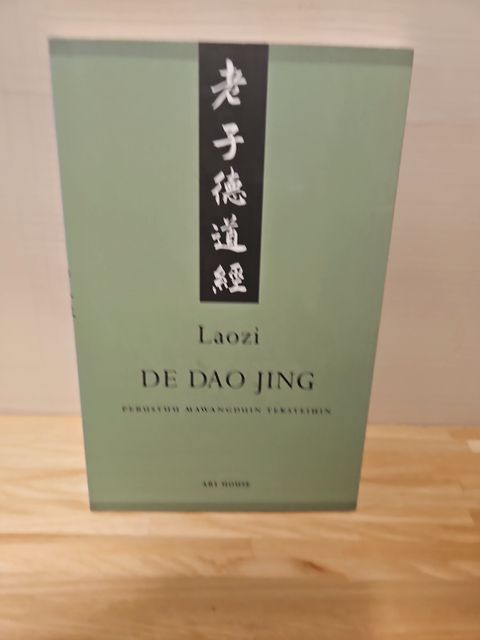 老子德道經
Laozi
DE DAO JING
PERUSTUU MAWANGDUIN TEKSTEIHIN
ART HOUSE